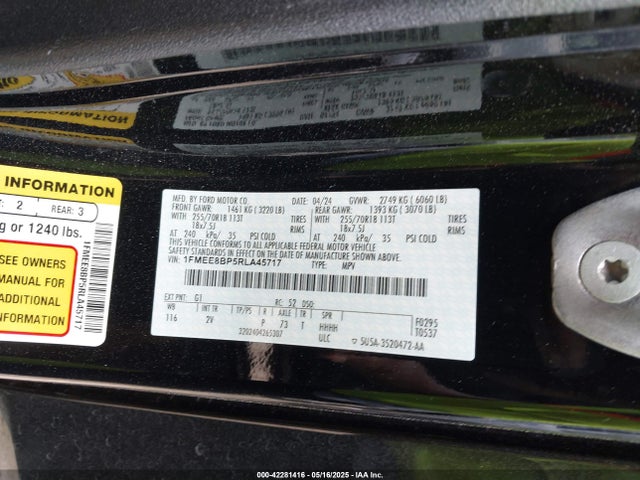 INFORMATION
2
REAR: 3
g or 1240 lbs.
SEE OWNERS
MANUAL FOR
ADDITIONAL
1FMEE8BP5RLA45717
MFD. BY FORD MOTOR CO.
04/24 GVWR: 2749 KG (6060 LB)
FRONT GAWR: 1461 KG (3220 LB) REAR GAWR: 1393 KG (3070 LB)
255/70R18 113T TIRES 255/70R18 113T TIRES
18x7.5J RIMS 18x7.5J RIMS
AT 240 kPa/ 35 PSI COLD AT 240 kPa/ 35 PSI COLD
THIS VEHICLE CONFORMS TO ALL APPLICABLE FEDERAL MOTOR VEHICLE
SAFETY STANDARDS IN EFFECT ON THE DATE OF MANUFACTURE SHOWN ABOVE.
VIN: 1FMEE8BP5RLA45717 TYPE: MPV
EXT PNT: G1 RC: 52 DSO:
WB INT TR TP/PS R AXLE TR SPR
116 2V P 73 T HHHH F0295
ULC T0537
3202404265307
5U5A-3520472-AA
000-42281416 - 05/16/2025 - IAA Inc.